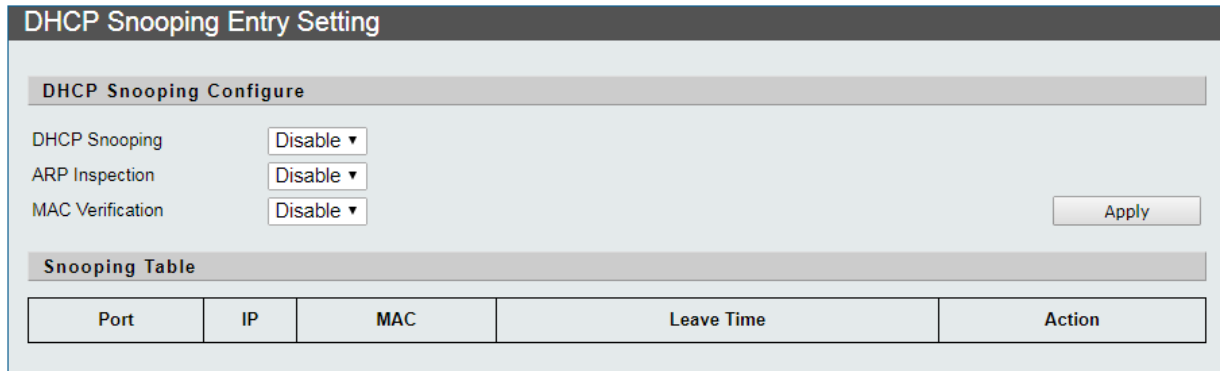 DHCP Snooping Entry Setting
DHCP Snooping Configure
DHCP Snooping Disable
ARP Inspection Disable
MAC Verification Disable Apply
Snooping Table
Port IP MAC Leave Time Action